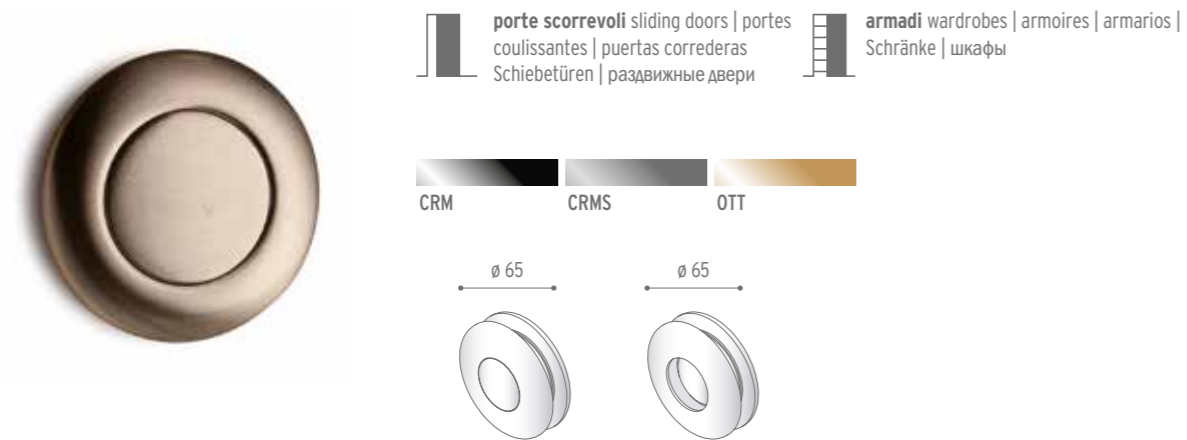 porte scorrevoli sliding doors | portes
coulissantes | puertas correderas
Schiebetüren | раздвижные двери
armadi wardrobes | armoires | armarios |
Schränke | шкафы
CRM
CRMS
OTT
ø 65
ø 65